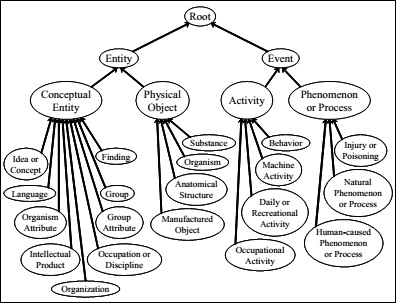 Root
Entity
Event
Conceptual
Entity
Physical
Object
Activity
Phenomenon
or Process
Idea or
Concept
Finding
Language
Group
Organism
Attribute
Group
Attribute
Intellectual
Product
Occupation or
Discipline
Organization
Substance
Organism
Anatomical
Structure
Manufactured
Object
Behavior
Machine
Activity
Daily or
Recreational
Activity
Occupational
Activity
Injury or
Poisoning
Natural
Phenomenon
or Process
Human-caused
Phenomenon
or Process